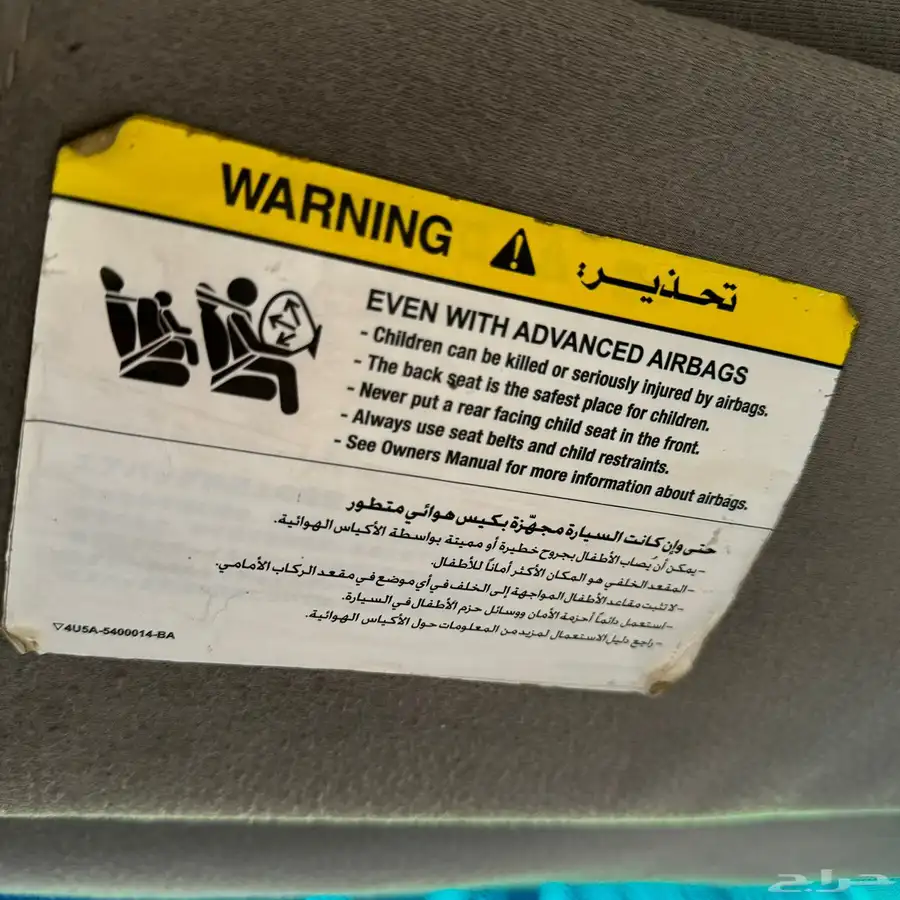 WARNING تحذير:
EVEN WITH ADVANCED AIRBAGS
- Children can be killed or seriously injured by airbags.
- The back seat is the safest place for children.
- Never put a rear facing child seat in the front.
- Always use seat belts and child restraints.
- See Owners Manual for more information about airbags.
حتى وإن كانت السيارة مجهّزة بكيس هوائي متطور
-يمكن أن يُصاب الأطفال بجروح خطيرة أو مميتة بواسطة الأكياس الهوائية.
-المقعد الخلفي هو المكان الأكثر أمانًا للأطفال.
-لا تثبت مقاعد الأطفال المواجهة إلى الخلف في أي موضع في مقعد الركاب الأمامي.
-استعمل دائمًا أحزمة الأمان ووسائل حزم الأطفال في السيارة.
-راجع دليل الاستعمال لمزيد من المعلومات حول الأكياس الهوائية.
4U5A-5400014-BA
حراج